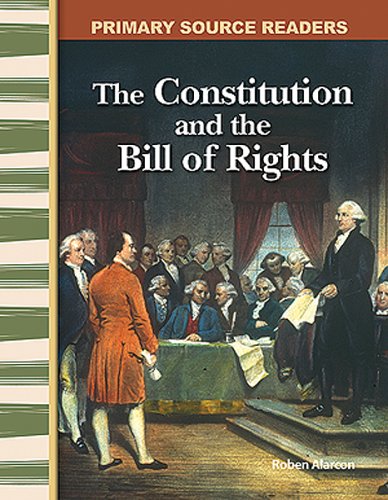 PRIMARY SOURCE READERS
The Constitution
and the
Bill of Rights
Roben Alarcon